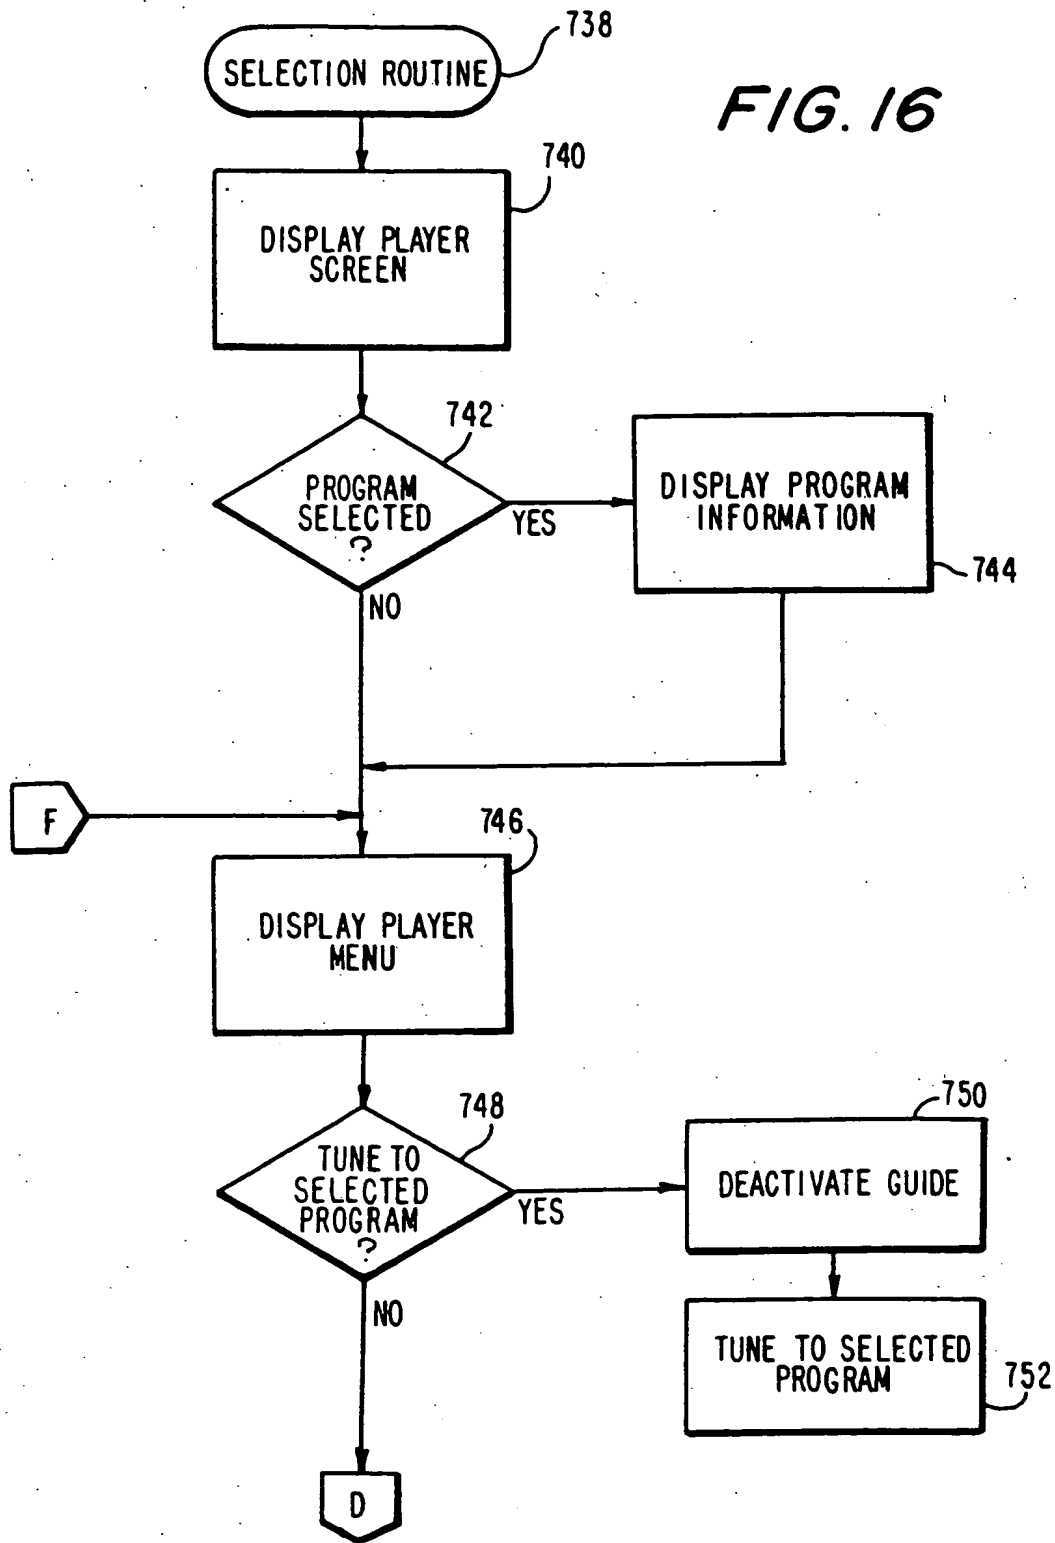 738
SELECTION ROUTINE
FIG. 16
740
DISPLAY PLAYER
SCREEN
742
PROGRAM
SELECTED
?
YES
DISPLAY PROGRAM
INFORMATION
744
NO
F
746
DISPLAY PLAYER
MENU
748
TUNE TO
SELECTED
PROGRAM
?
YES
750
DEACTIVATE GUIDE
NO
TUNE TO SELECTED
PROGRAM
752
D